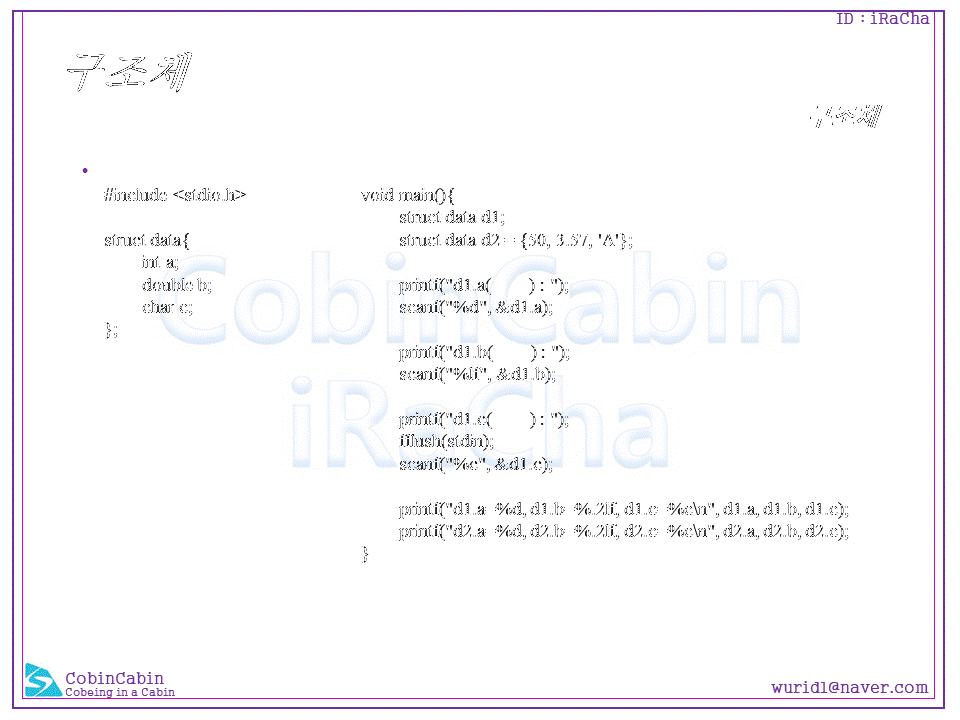 ID : iRaCha
구조체
구조체
•
#include <stdio.h>
struct data{
int a;
double b;
char c;
};
void main(){
struct data d1;
struct data d2 = {50, 3.57, 'A'};
printf("d1.a( ) : ");
scanf("%d", &d1.a);
printf("d1.b( ) : ");
scanf("%lf", &d1.b);
printf("d1.c( ) : ");
fflush(stdin);
scanf("%c", &d1.c);
printf("d1.a=%d, d1.b=%.2lf, d1.c=%c\n", d1.a, d1.b, d1.c);
printf("d2.a=%d, d2.b=%.2lf, d2.c=%c\n", d2.a, d2.b, d2.c);
}
CobinCabin
iRaCha
CobinCabin
Cobeing in a Cabin
wurid1@naver.com